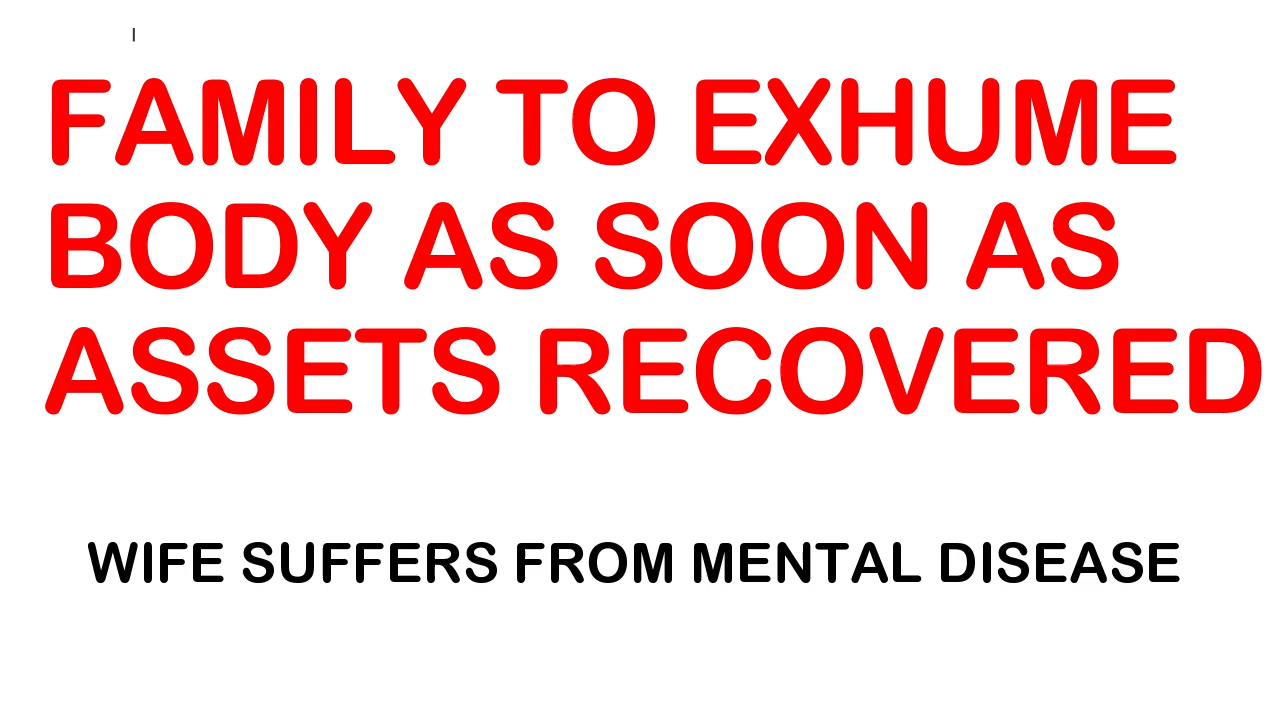 FAMILY TO EXHUME
BODY AS SOON AS
ASSETS RECOVERED
WIFE SUFFERS FROM MENTAL DISEASE